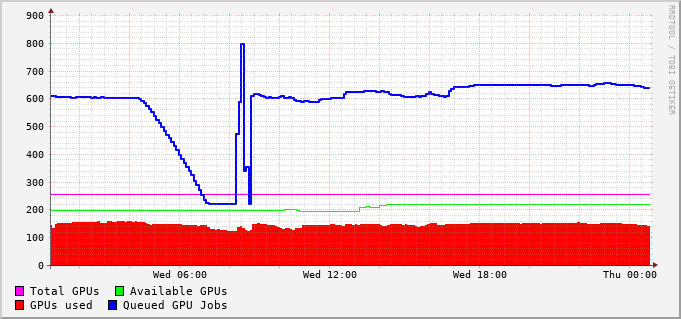 900
800
700
600
500
400
300
200
100
0
Wed 06:00 Wed 12:00 Wed 18:00 Thu 00:00
Total GPUs Available GPUs
GPUs used Queued GPU Jobs
RRDTOOL / TOBI OETIKER